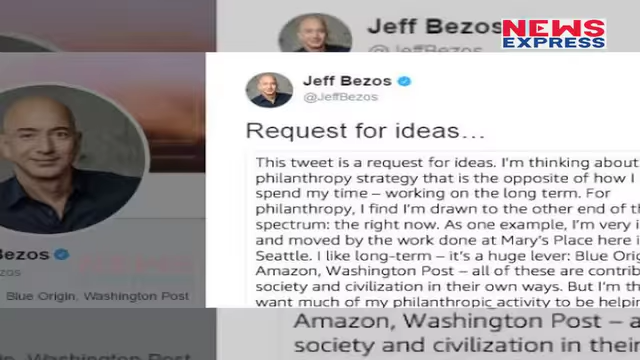 Jeff Bezos
@JeffBezos
NEWS
EXPRESS
Jeff Bezos
@JeffBezos
Request for ideas...
This tweet is a request for ideas. I'm thinking about
philanthropy strategy that is the opposite of how I
spend my time – working on the long term. For
philanthropy, I find I'm drawn to the other end of th
spectrum: the right now. As one example, I'm very i
and moved by the work done at Mary's Place here i
Seattle. I like long-term – it's a huge lever: Blue Orig
Amazon, Washington Post – all of these are contrib
society and civilization in their own ways. But I'm th
want much of my philanthropic activity to be helpin
Bezos
Bezos
Blue Origin, Washington Post
Amazon, Washington Post – a
society and civilization in their